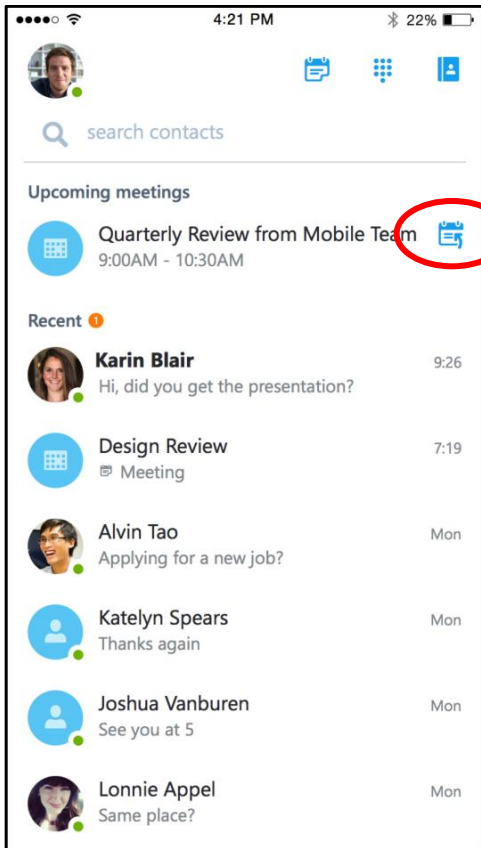 4:21 PM 22%
search contacts
Upcoming meetings
Quarterly Review from Mobile Team
9:00AM - 10:30AM
Recent 1
Karin Blair 9:26
Hi, did you get the presentation?
Design Review 7:19
Meeting
Alvin Tao Mon
Applying for a new job?
Katelyn Spears Mon
Thanks again
Joshua Vanburen Mon
See you at 5
Lonnie Appel Mon
Same place?